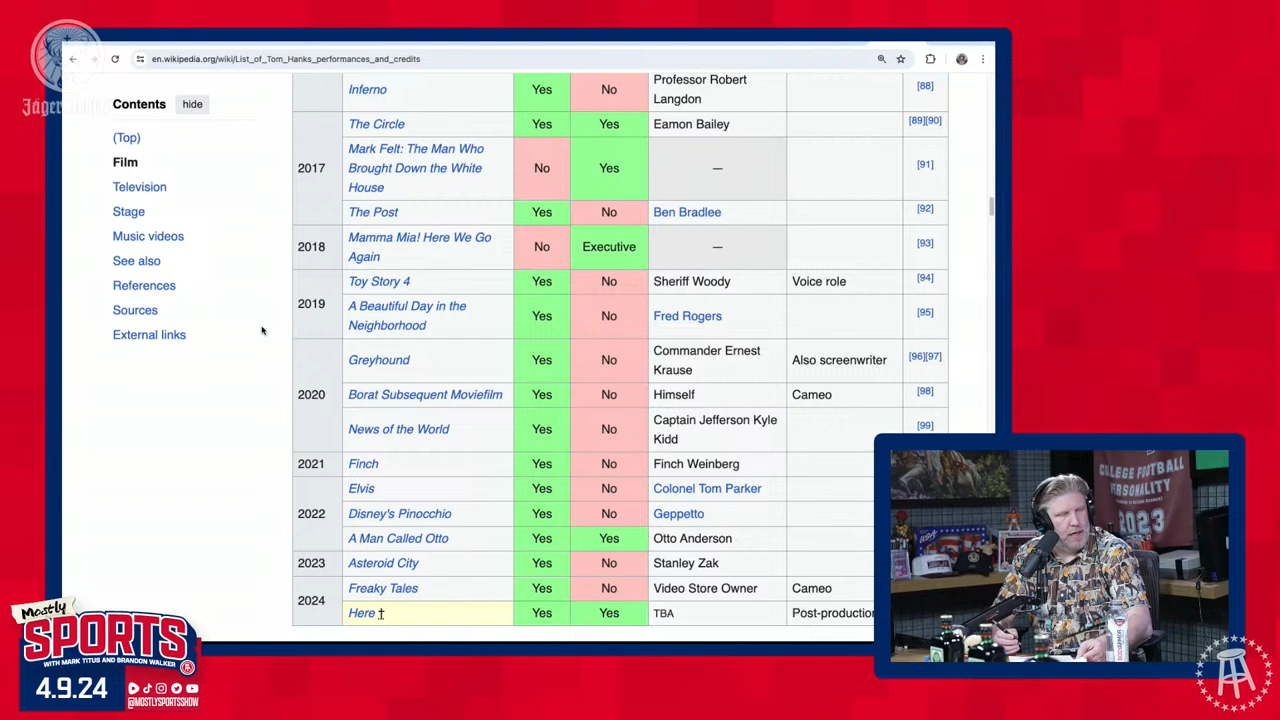 Jägermeister
en.wikipedia.org/wiki/List_of_Tom_Hanks_performances_and_credits
Contents hide
(Top)
Film
Television
Stage
Music videos
See also
References
Sources
External links
Inferno Yes No Professor Robert Langdon [88]
2017 The Circle Yes Yes Eamon Bailey [89][90]
Mark Felt: The Man Who Brought Down the White House No Yes — [91]
The Post Yes No Ben Bradlee [92]
2018 Mamma Mia! Here We Go Again No Executive — [93]
2019 Toy Story 4 Yes No Sheriff Woody Voice role [94]
A Beautiful Day in the Neighborhood Yes No Fred Rogers [95]
2020 Greyhound Yes No Commander Ernest Krause Also screenwriter [96][97]
Borat Subsequent Moviefilm Yes No Himself Cameo [98]
News of the World Yes No Captain Jefferson Kyle Kidd [99]
2021 Finch Yes No Finch Weinberg
2022 Elvis Yes No Colonel Tom Parker
Disney's Pinocchio Yes No Geppetto
A Man Called Otto Yes Yes Otto Anderson
2023 Asteroid City Yes No Stanley Zak
2024 Freaky Tales Yes No Video Store Owner Cameo
Here † Yes Yes TBA Post-production
COLLEGE FOOTBALL
PERSONALITY
2023
Mostly
SPORTS
WITH MARK TITUS AND BRANDON WALKER
4.9.24
@MOSTLYSPORTSSHOW